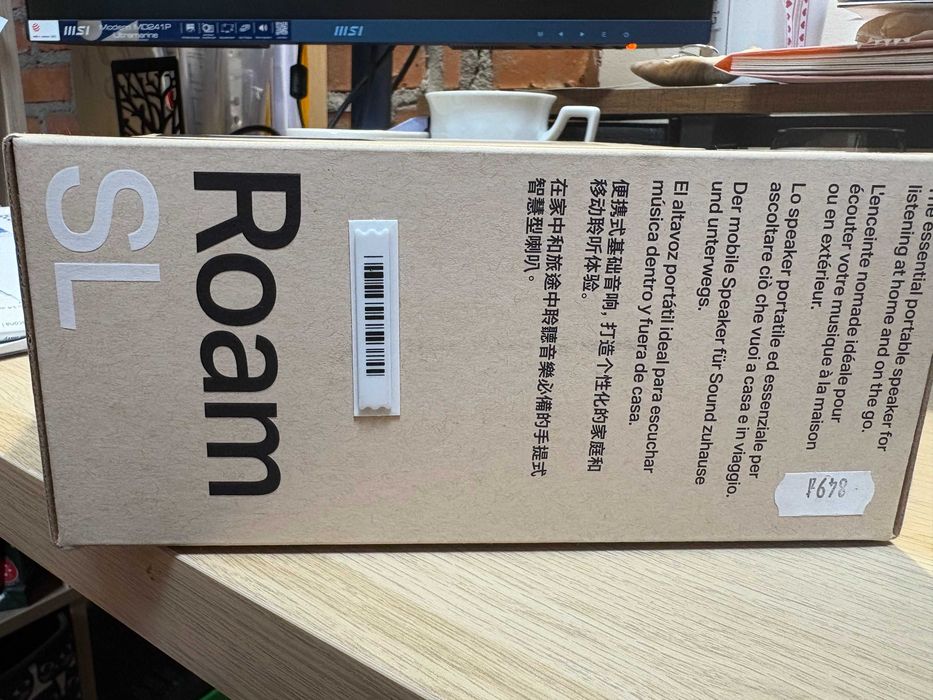 MSI
Modern MD241P
Ultramarine
MSI
Roam
SL
The essential portable speaker for
listening at home and on the go.
L'enceinte nomade idéale pour
écouter votre musique à la maison
ou en extérieur.
Lo speaker portatile ed essenziale per
ascoltare ciò che vuoi a casa e in viaggio.
Der mobile Speaker für Sound zuhause
und unterwegs.
El altavoz portátil ideal para escuchar
música dentro y fuera de casa.
便携式基础音响，打造个性化的家庭和
移动聆听体验。
在家中和旅途中聆聽音樂必備的手提式
智慧型喇叭。
849